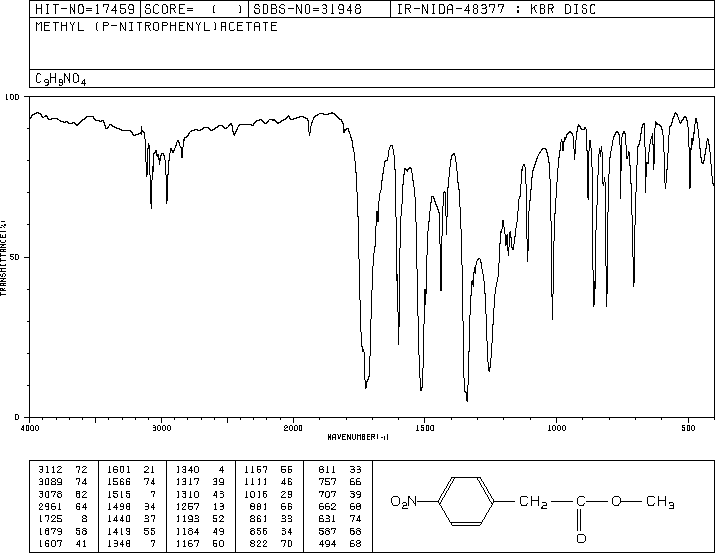 HIT-NO=17459 SCORE= ( ) SDBS-NO=31948 IR-NIDA-48377 : KBR DISC
METHYL (P-NITROPHENYL)ACETATE
C9H9NO4
100
50
0
TRANSMITTANCE(%)
4000 3000 2000 1500 1000 500
WAVENUMBER(-1)
3112 72 1601 21 1340 4 1157 55 811 33
3089 74 1566 74 1317 39 1111 46 757 66
3078 62 1515 7 1310 43 1016 29 707 39
2961 64 1498 34 1257 13 881 66 662 68
1725 8 1440 37 1193 52 861 33 631 74
1679 58 1419 55 1184 49 856 34 587 68
1607 41 1348 7 1167 50 822 70 494 68
O2N CH2 C O CH3
O